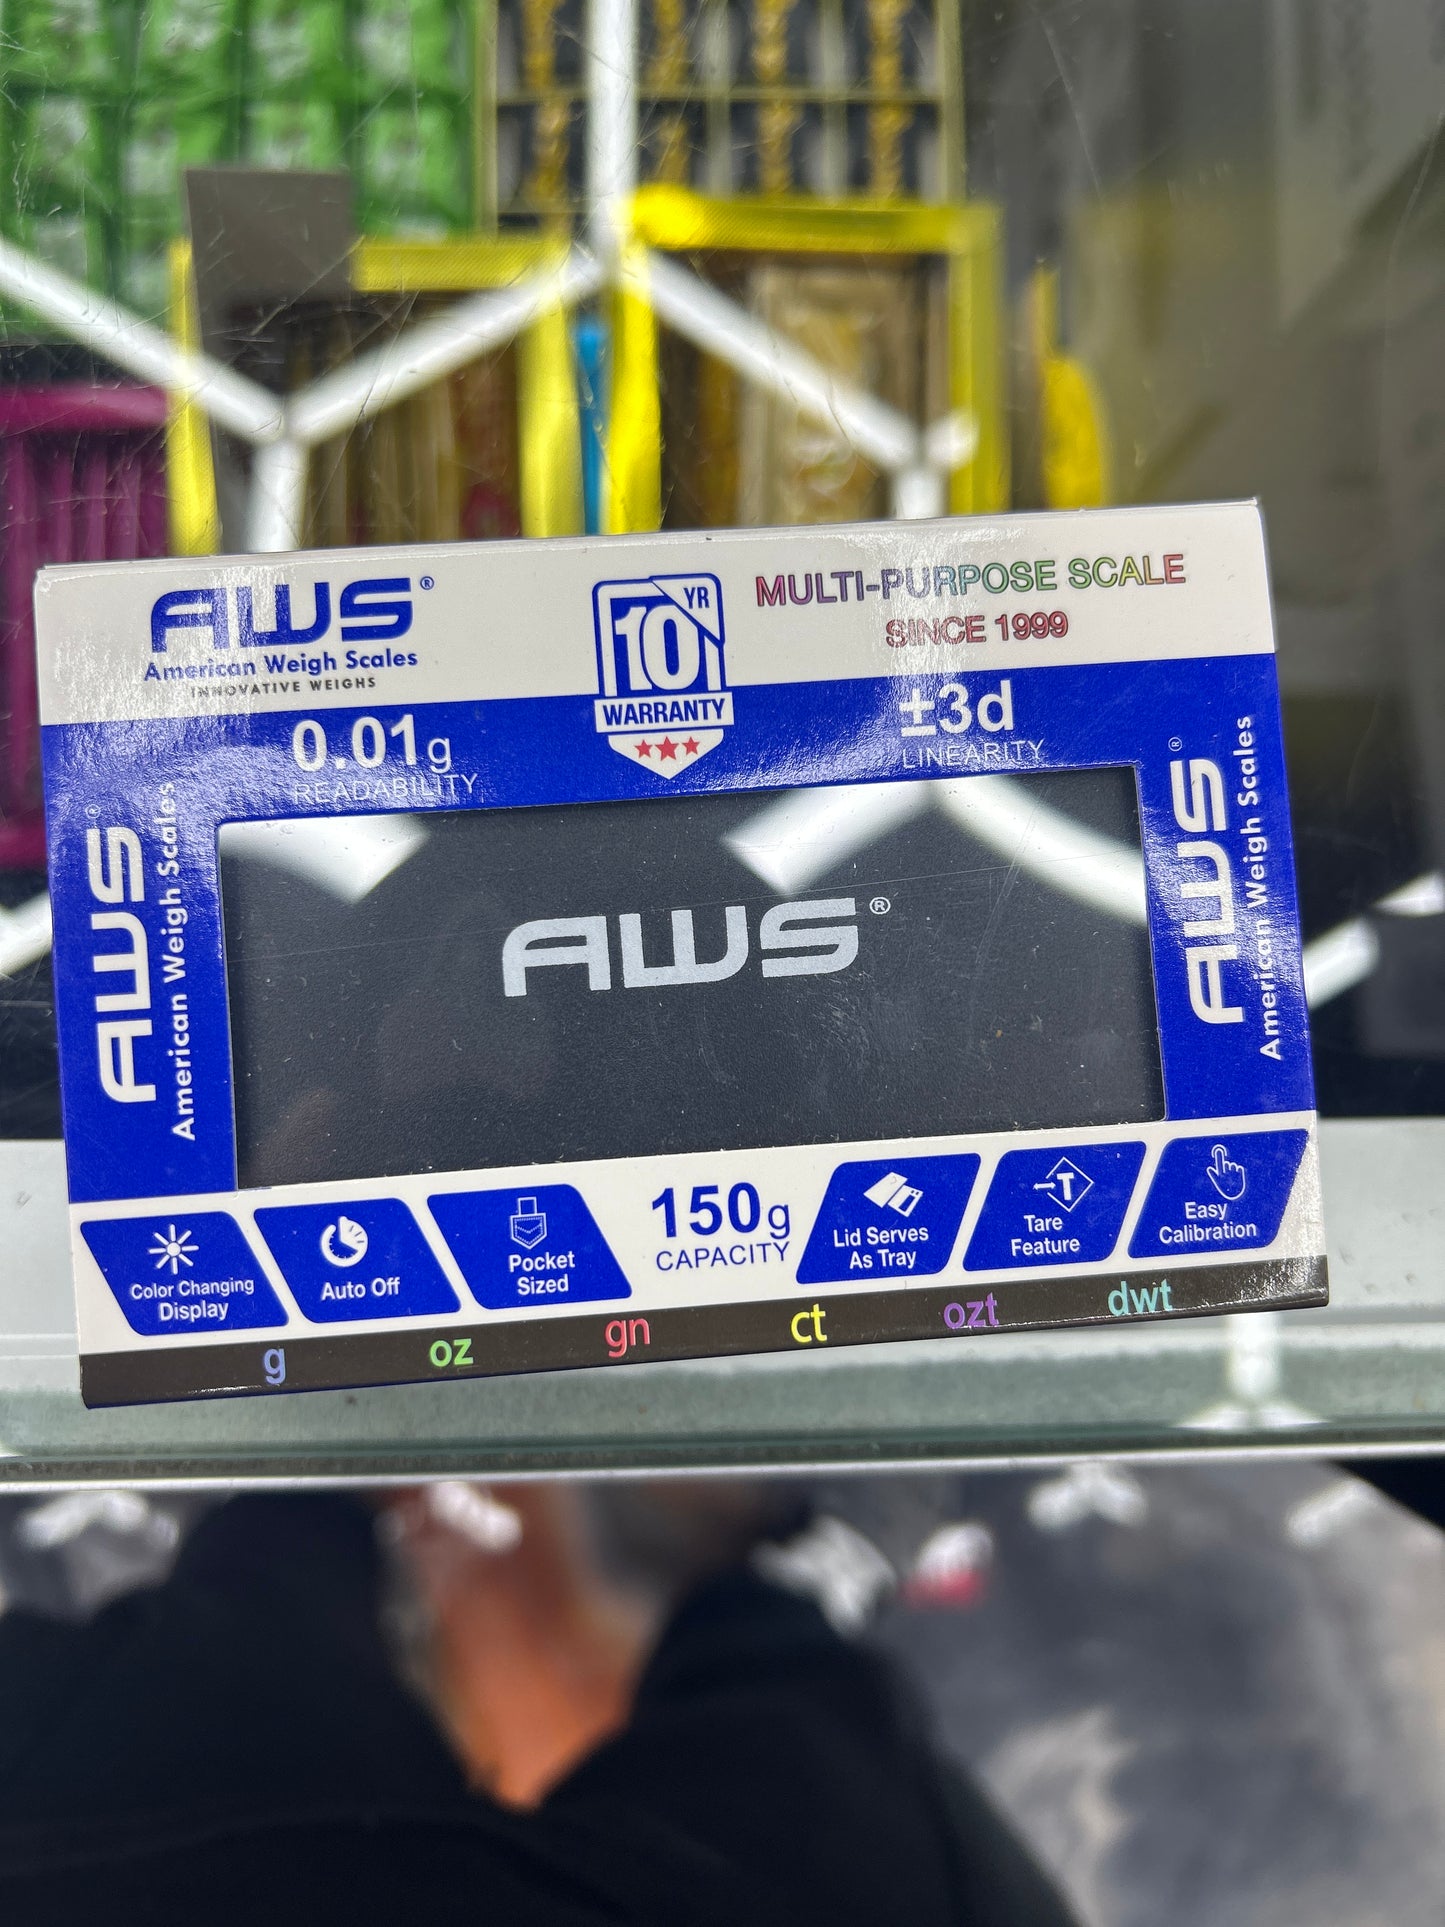 AWS®
American Weigh Scales
INNOVATIVE WEIGHS
10 YR
WARRANTY
MULTI-PURPOSE SCALE
SINCE 1999
0.01g
READABILITY
±3d
LINEARITY
AWS®
American Weigh Scales
AWS®
AWS®
American Weigh Scales
Color Changing
Display
Auto Off
Pocket
Sized
150g
CAPACITY
Lid Serves
As Tray
T
Tare
Feature
Easy
Calibration
g oz gn ct ozt dwt